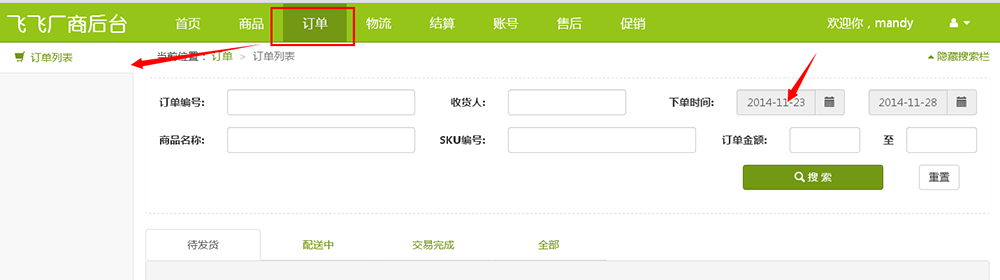 飞飞厂商后台 首页 商品 订单 物流 结算 账号 售后 促销 欢迎你，mandy
订单列表 当前位置： 订单 > 订单列表 隐藏搜索栏
订单编号: 收货人: 下单时间: 2014-11-23 2014-11-28
商品名称: SKU编号: 订单金额: 至
搜 索 重置
待发货 配送中 交易完成 全部